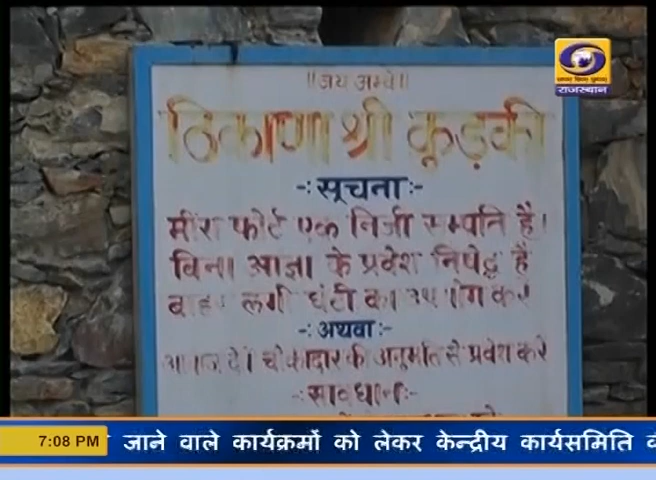 ॥जय अम्बे॥
ठिकाणा श्री कुड़की
राजस्थान
-: सूचना :-
मीरा फोर्ट एक निजी सम्पति है।
बिना आज्ञा के प्रवेश निषेद्ध है
बाहर लगी घंटी का उपयोग करे
-: अथवा :-
आवाज दे। चोकीदार की अनुमति से प्रवेश करे
-: सावधान :-
7:08 PM
जाने वाले कार्यक्रमों को लेकर केन्द्रीय कार्यसमिति